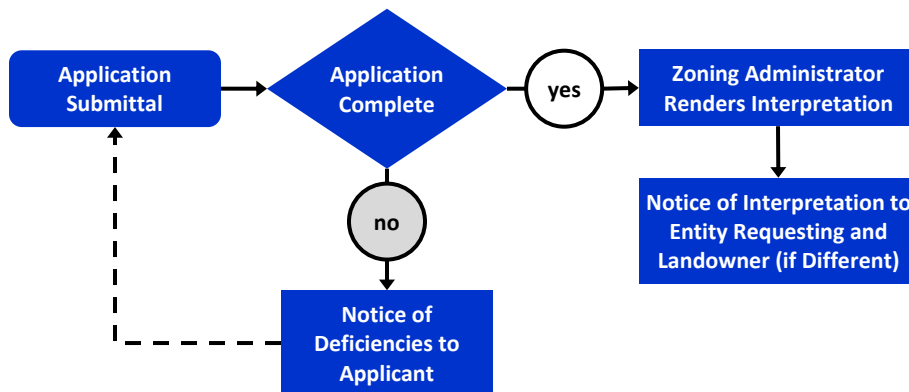 Application
Submittal
Application
Complete
yes
Zoning Administrator
Renders Interpretation
no
Notice of Interpretation to
Entity Requesting and
Landowner (if Different)
Notice of
Deficiencies to
Applicant